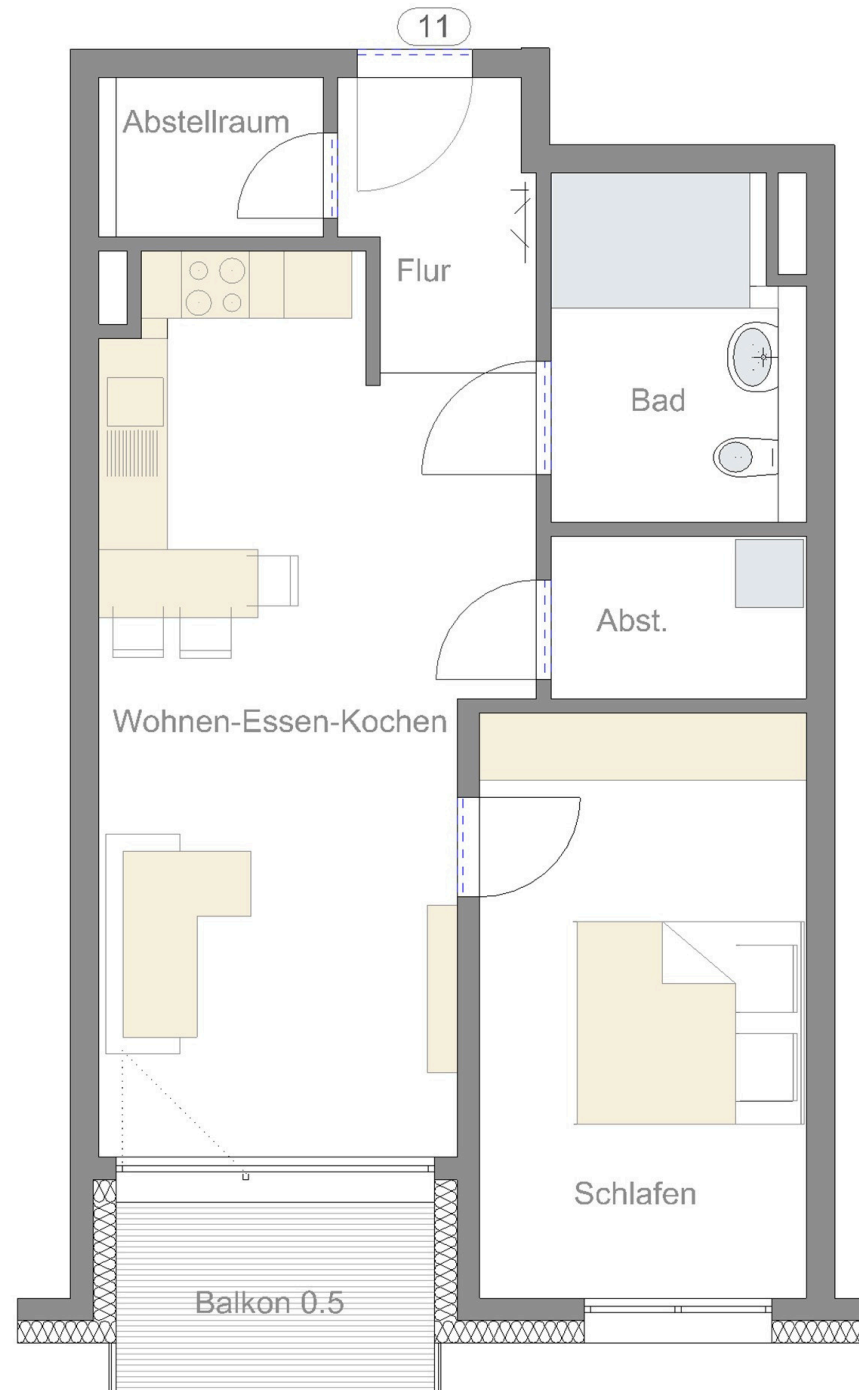 11
Abstellraum
Flur
Bad
Abst.
Wohnen-Essen-Kochen
Schlafen
Balkon 0.5